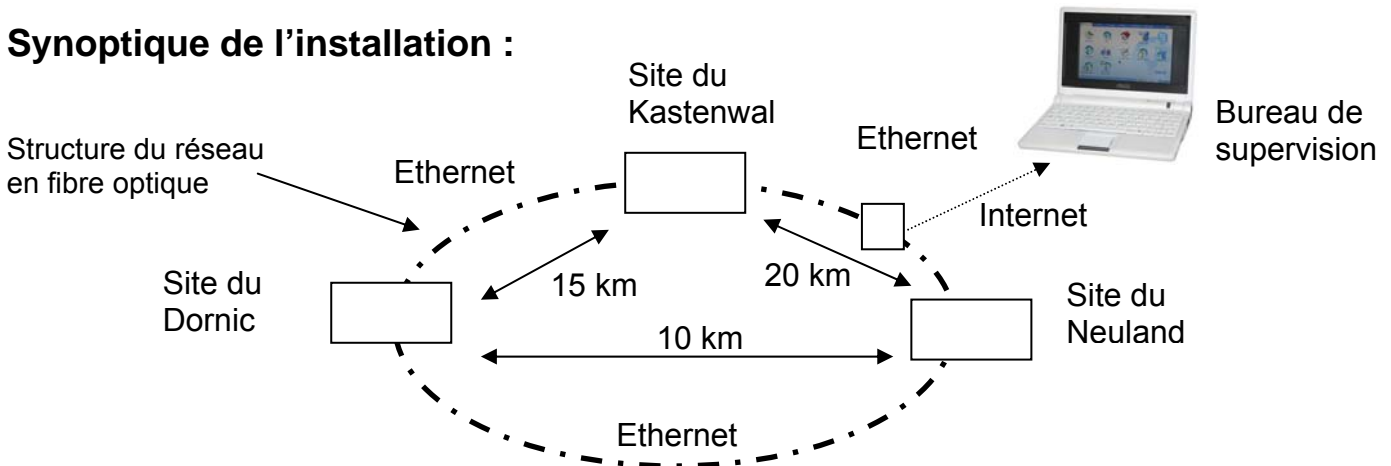 Synoptique de l’installation :
Site du
Kastenwal
Bureau de
supervision
Ethernet
Structure du réseau
en fibre optique
Ethernet
Internet
Site du
Dornic
15 km
20 km
Site du
Neuland
10 km
Ethernet